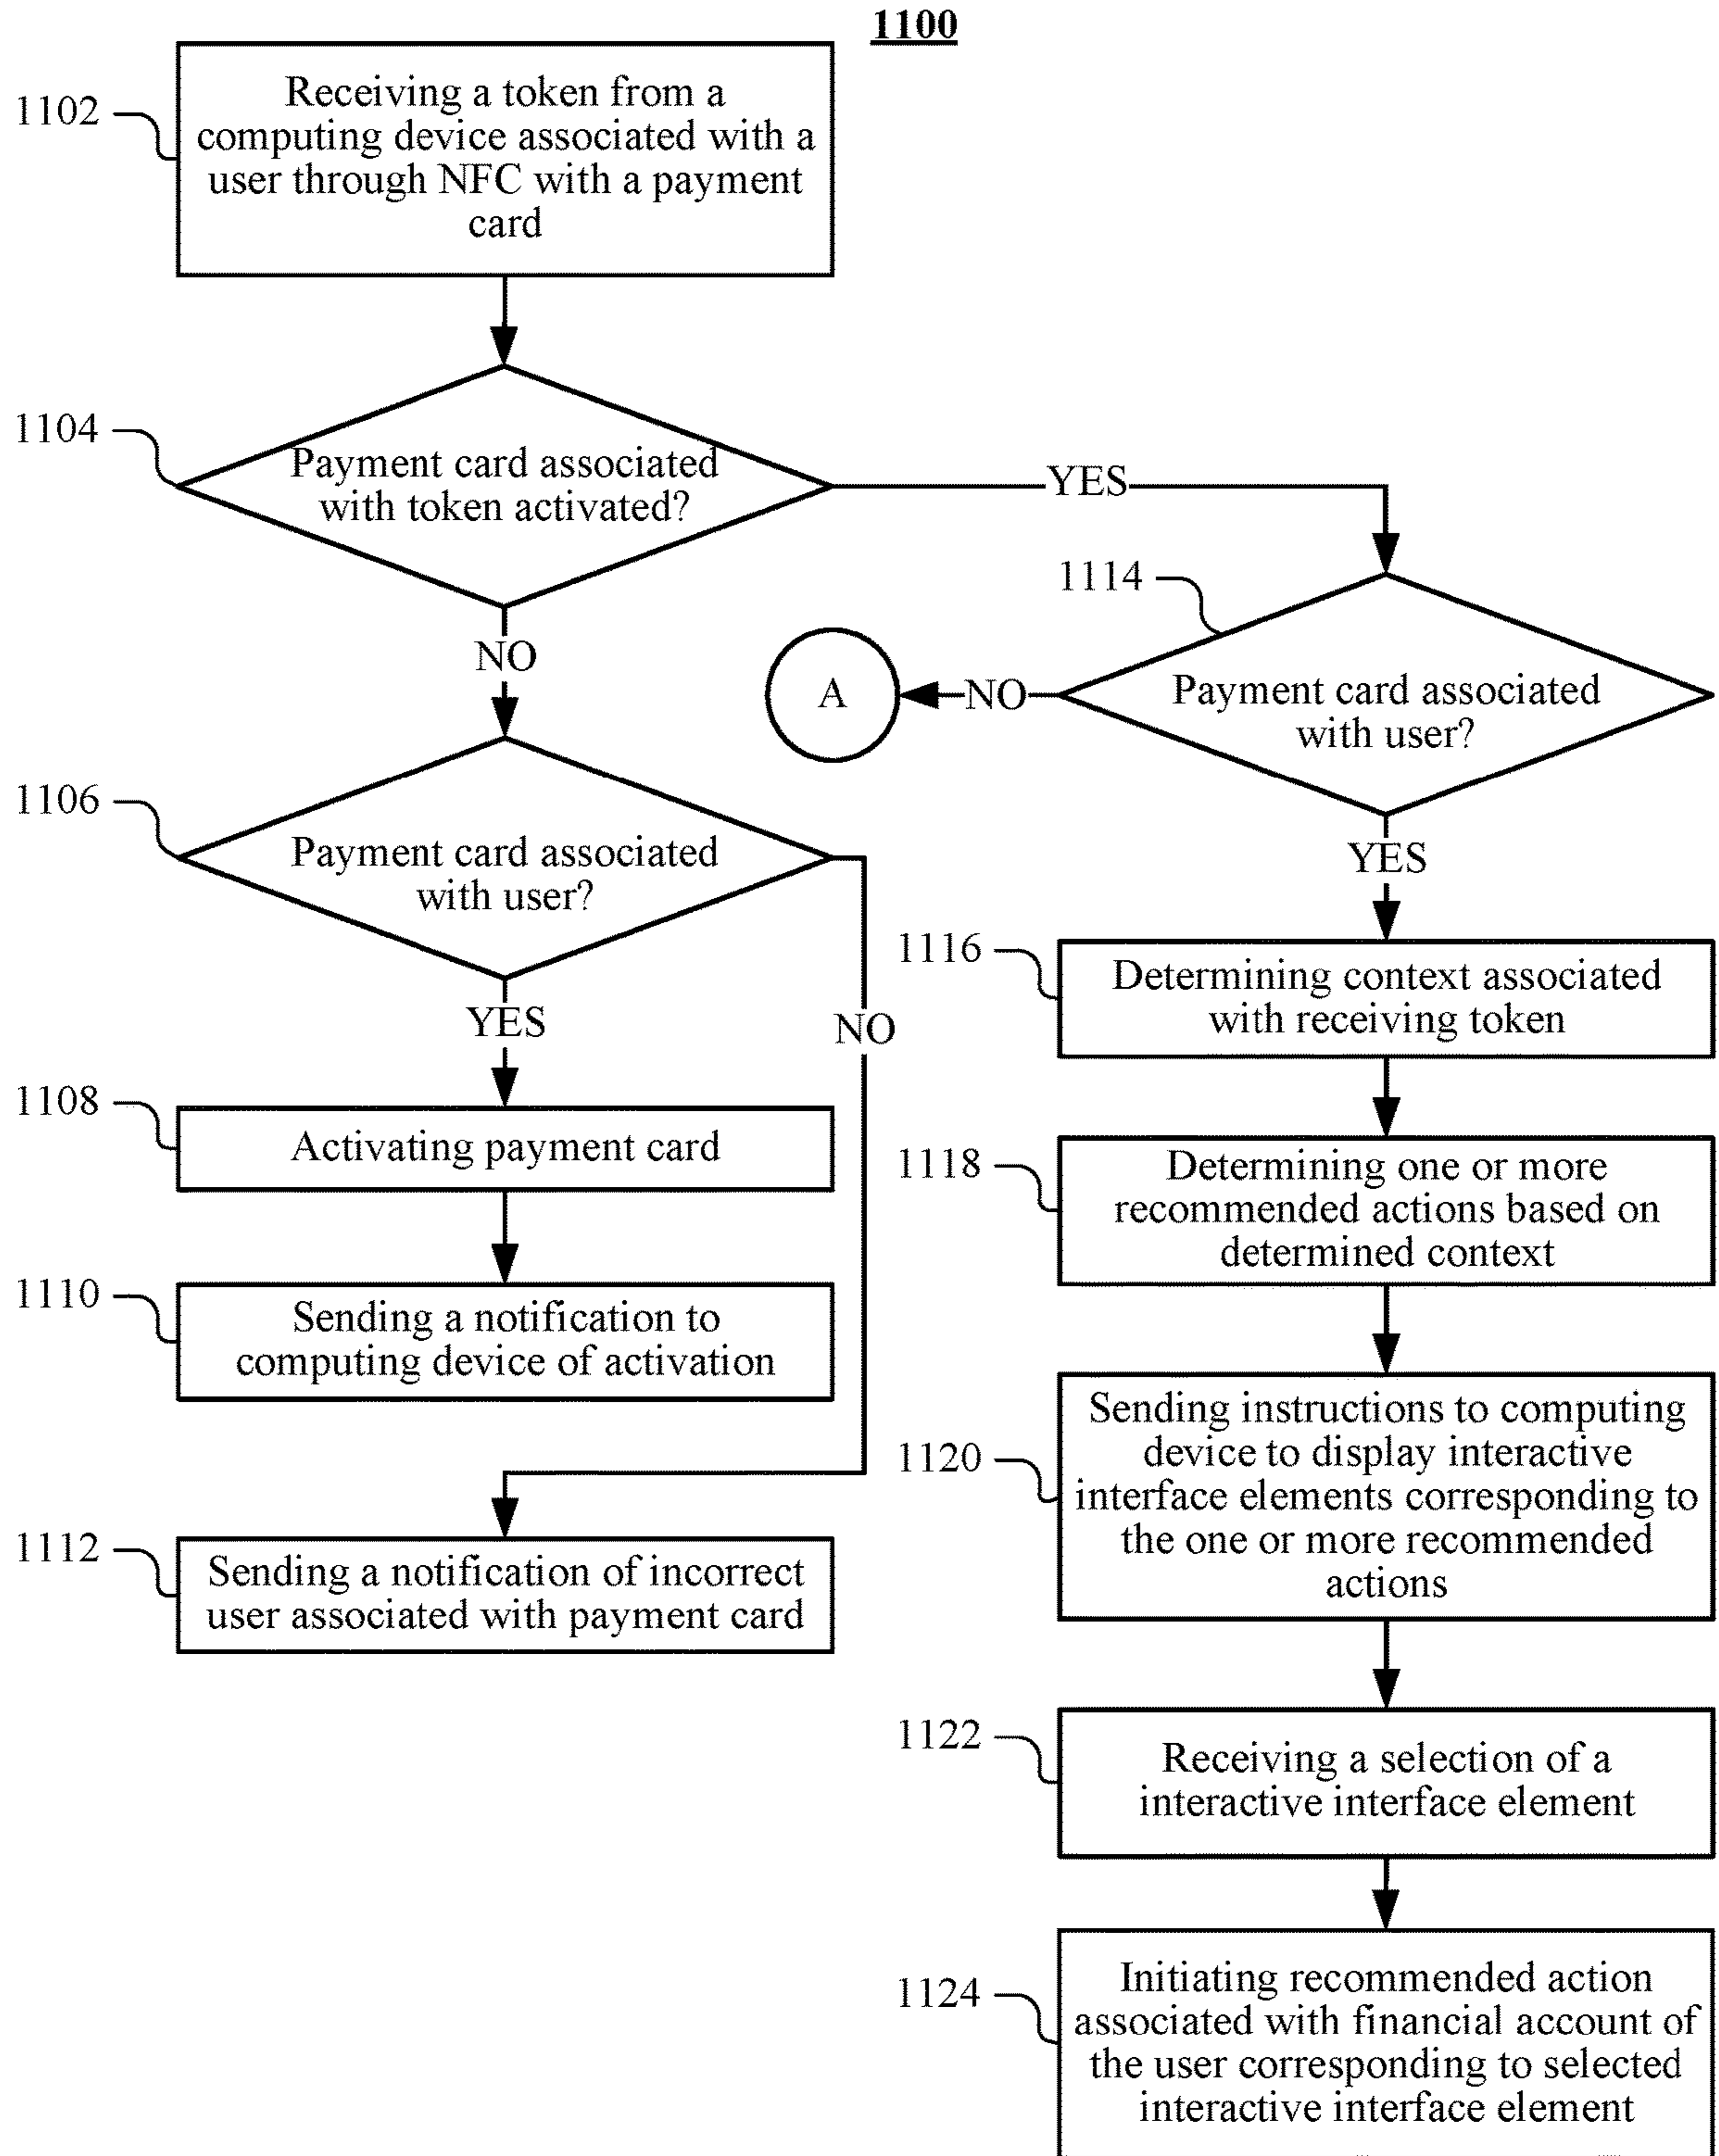 1100
1102
Receiving a token from a
computing device associated with a
user through NFC with a payment
card
1104
Payment card associated
with token activated?
YES
NO
1114
Payment card associated
with user?
NO
A
YES
1106
Payment card associated
with user?
YES
NO
1108
Activating payment card
1110
Sending a notification to
computing device of activation
1112
Sending a notification of incorrect
user associated with payment card
1116
Determining context associated
with receiving token
1118
Determining one or more
recommended actions based on
determined context
1120
Sending instructions to computing
device to display interactive
interface elements corresponding to
the one or more recommended
actions
1122
Receiving a selection of a
interactive interface element
1124
Initiating recommended action
associated with financial account of
the user corresponding to selected
interactive interface element